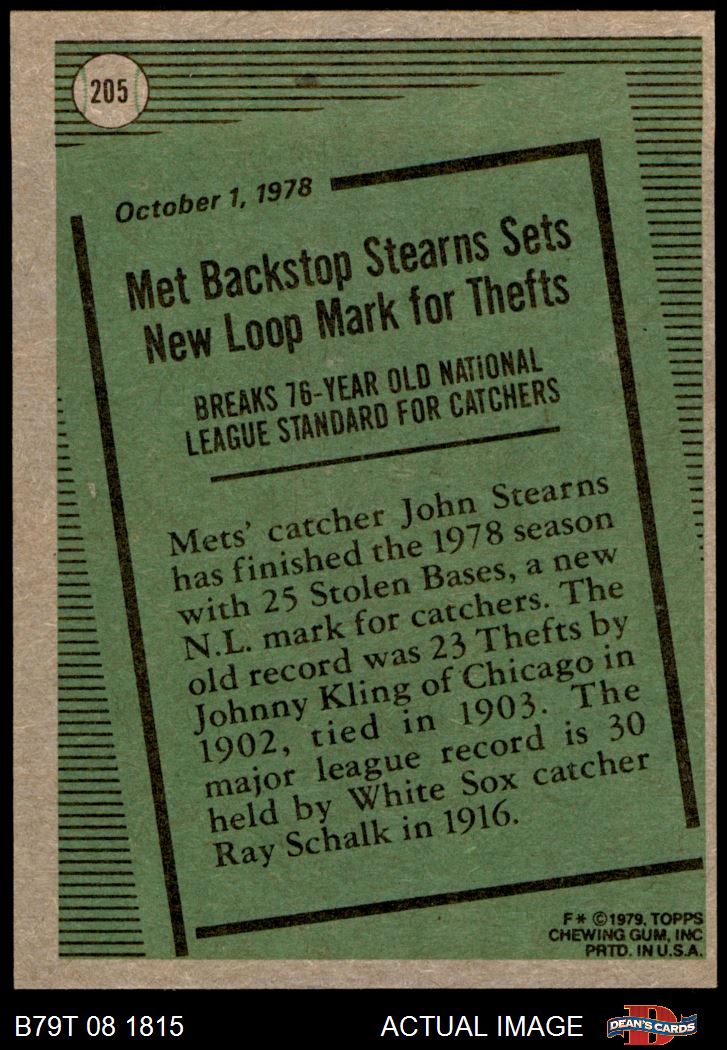 205
October 1, 1978
Met Backstop Stearns Sets
New Loop Mark for Thefts
BREAKS 76-YEAR OLD NATIONAL
LEAGUE STANDARD FOR CATCHERS
Mets' catcher John Stearns
has finished the 1978 season
with 25 Stolen Bases, a new
N.L. mark for catchers. The
old record was 23 Thefts by
Johnny Kling of Chicago in
1902, tied in 1903. The
major league record is 30
held by White Sox catcher
Ray Schalk in 1916.
F* ©1979, TOPPS
CHEWING GUM, INC
PRTD. IN U.S.A.
B79T 08 1815
ACTUAL IMAGE
D
DEAN'S CARDS